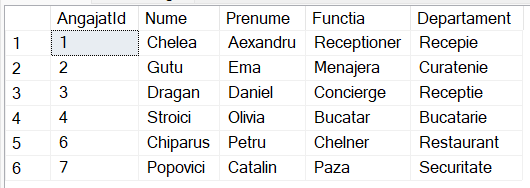 AngajatId Nume Prenume Functia Departament
1 1 Chelea Aexandru Receptioner Recepie
2 2 Gutu Ema Menajera Curatenie
3 3 Dragan Daniel Concierge Receptie
4 4 Stroici Olivia Bucatar Bucatarie
5 6 Chiparus Petru Chelner Restaurant
6 7 Popovici Catalin Paza Securitate